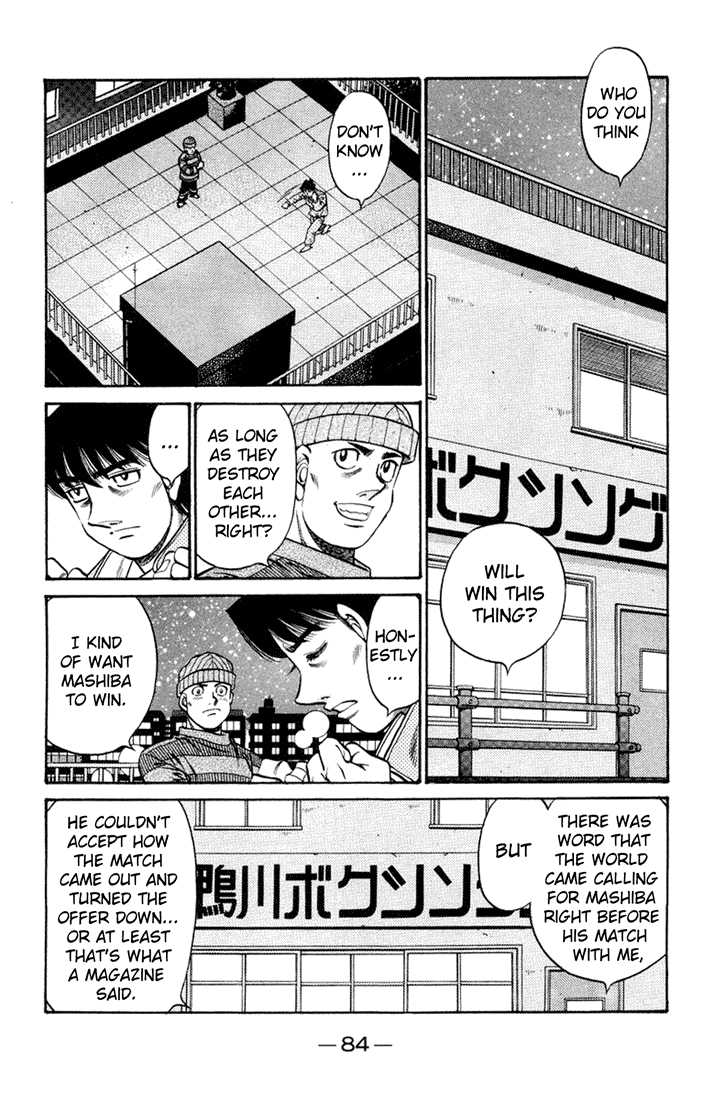 WHO
DO YOU
THINK
ボクシング
WILL
WIN THIS
THING?
DON'T
KNOW
...
AS LONG
AS THEY
DESTROY
EACH
OTHER...
RIGHT?
...
HON-
ESTLY
...
I KIND
OF WANT
MASHIBA
TO WIN.
THERE WAS
WORD THAT
THE WORLD
CAME CALLING
FOR MASHIBA
RIGHT BEFORE
HIS MATCH
WITH ME,
BUT
鴨川ボクシング
HE COULDN'T
ACCEPT HOW
THE MATCH
CAME OUT AND
TURNED THE
OFFER DOWN...
OR AT LEAST
THAT'S WHAT
A MAGAZINE
SAID.
—84—